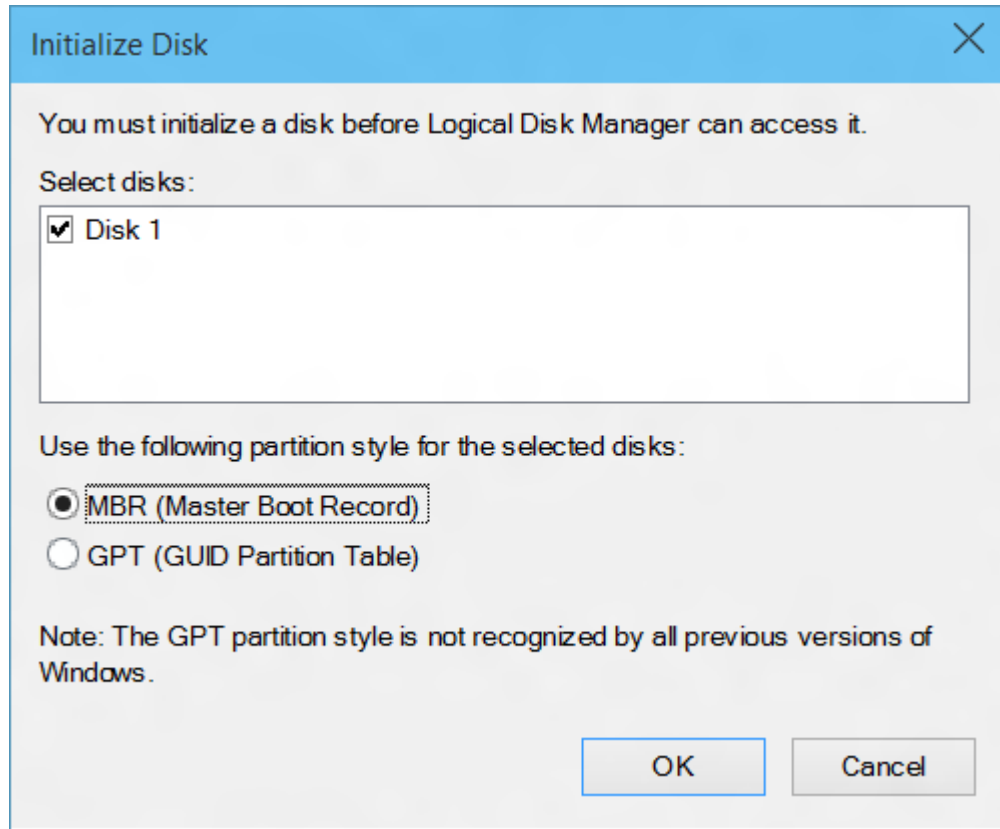 Initialize Disk
You must initialize a disk before Logical Disk Manager can access it.
Select disks:
Disk 1
Use the following partition style for the selected disks:
MBR (Master Boot Record)
GPT (GUID Partition Table)
Note: The GPT partition style is not recognized by all previous versions of
Windows.
OK Cancel